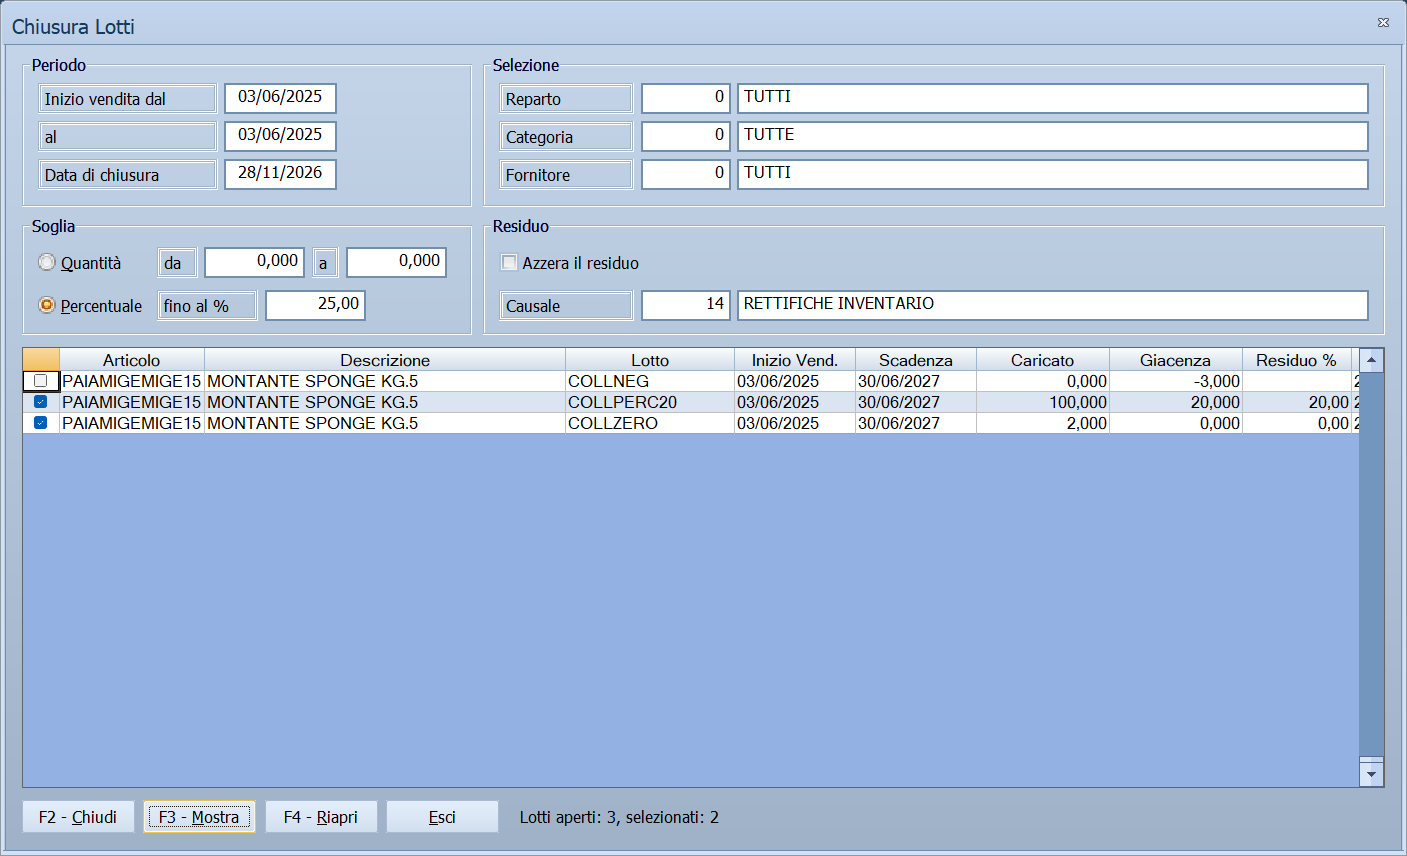 Chiusura Lotti
Periodo
Inizio vendita dal 03/06/2025
al 03/06/2025
Data di chiusura 28/11/2026
Selezione
Reparto 0 TUTTI
Categoria 0 TUTTE
Fornitore 0 TUTTI
Soglia
Quantità da 0,000 a 0,000
Percentuale fino al % 25,00
Residuo
Azzera il residuo
Causale 14 RETTIFICHE INVENTARIO
Articolo Descrizione Lotto Inizio Vend. Scadenza Caricato Giacenza Residuo %
PAIAMIGEMIGE15 MONTANTE SPONGE KG.5 COLLNEG 03/06/2025 30/06/2027 0,000 -3,000
PAIAMIGEMIGE15 MONTANTE SPONGE KG.5 COLLPERC20 03/06/2025 30/06/2027 100,000 20,000 20,00
PAIAMIGEMIGE15 MONTANTE SPONGE KG.5 COLLZERO 03/06/2025 30/06/2027 2,000 0,000 0,00
F2 - Chiudi F3 - Mostra F4 - Riapri Esci Lotti aperti: 3, selezionati: 2